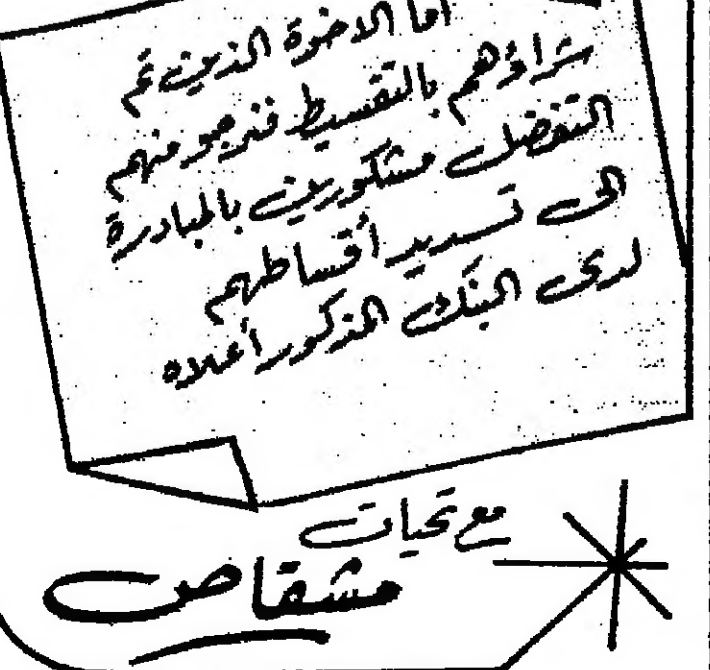 أما الاخوة الذين تم
شراؤهم بالتقسيط فنرجو منهم
التفضل مشكورين بالمبادرة
الى تسديد أقساطهم
لدى البنك المذكور أعلاه
مع تحيات
مشقاص